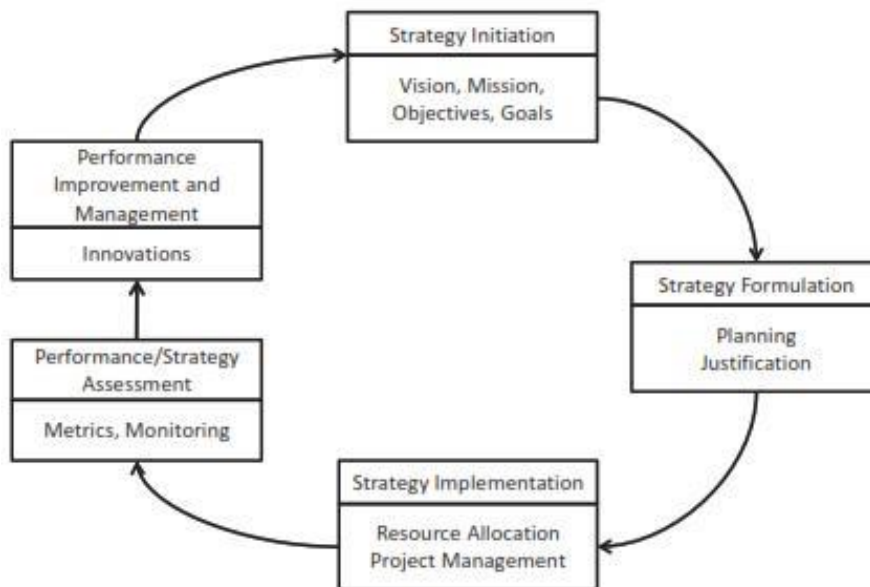 Strategy Initiation
Vision, Mission,
Objectives, Goals
Performance
Improvement and
Management
Innovations
Strategy Formulation
Planning
Justification
Performance/Strategy
Assessment
Metrics, Monitoring
Strategy Implementation
Resource Allocation
Project Management